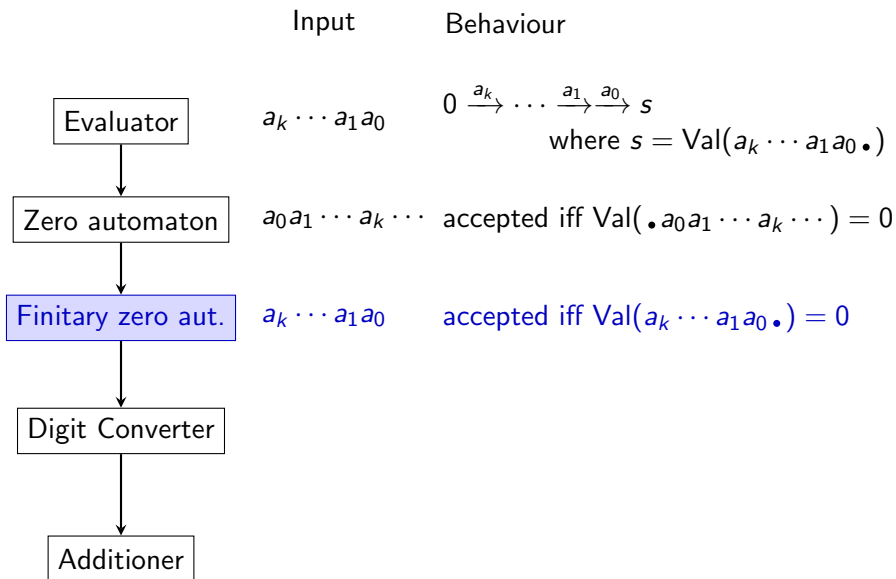 Input Behaviour
Evaluator a_k ⋯ a_1 a_0 0 —a_k→ ⋯ —a_1→ —a_0→ s
where s = Val(a_k ⋯ a_1 a_0 •)
Zero automaton a_0 a_1 ⋯ a_k ⋯ accepted iff Val(• a_0 a_1 ⋯ a_k ⋯) = 0
Finitary zero aut. a_k ⋯ a_1 a_0 accepted iff Val(a_k ⋯ a_1 a_0 •) = 0
Digit Converter
Additioner